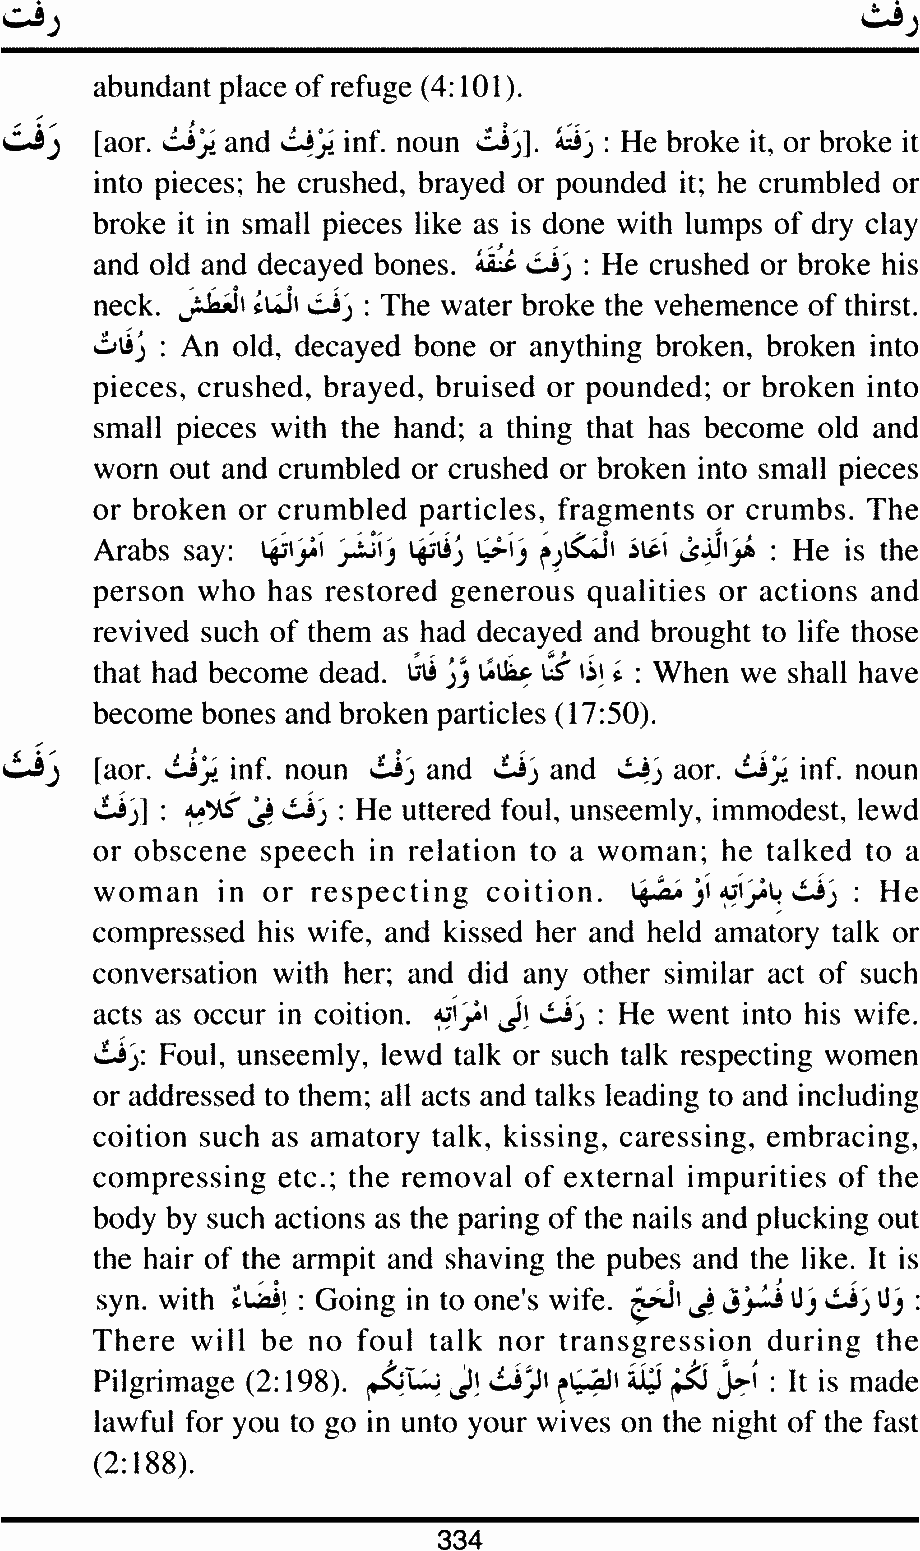 رفت رفث
abundant place of refuge (4:101).
رَفَتَ [aor. يَرْفُتُ and يَرْفِتُ inf. noun رَفْتٌ]. رَفَتَهُ : He broke it, or broke it
into pieces; he crushed, brayed or pounded it; he crumbled or
broke it in small pieces like as is done with lumps of dry clay
and old and decayed bones. رَفَتَ عُنُقَهُ : He crushed or broke his
neck. رَفَتَ الْمَاءُ الْعَطَشَ : The water broke the vehemence of thirst.
رُفَاتٌ : An old, decayed bone or anything broken, broken into
pieces, crushed, brayed, bruised or pounded; or broken into
small pieces with the hand; a thing that has become old and
worn out and crumbled or crushed or broken into small pieces
or broken or crumbled particles, fragments or crumbs. The
Arabs say: هُوَ الَّذِى أَعَادَ الْمَكَارِمَ وَاَحْيَا رُفَاتَهَا وَاَنْشَرَ اَمْوَاتَهَا : He is the
person who has restored generous qualities or actions and
revived such of them as had decayed and brought to life those
that had become dead. ءَ اِذَا كُنَّا عِظَامًا وَّرُ فَاتًا : When we shall have
become bones and broken particles (17:50).
رَفَثَ [aor. يَرْفُثُ inf. noun رَفْثٌ and رَفَثٌ and رَفِثَ aor. يَرْفَثُ inf. noun
رَفَثٌ] : رَفَثَ فِىْ كَلَامِهِ : He uttered foul, unseemly, immodest, lewd
or obscene speech in relation to a woman; he talked to a
woman in or respecting coition. رَفَثَ بِامْرَاَتِهِ اَوْ مَصَّهَا : He
compressed his wife, and kissed her and held amatory talk or
conversation with her; and did any other similar act of such
acts as occur in coition. رَفَثَ اِلَى امْرَاَتِهِ : He went into his wife.
رَفَثٌ: Foul, unseemly, lewd talk or such talk respecting women
or addressed to them; all acts and talks leading to and including
coition such as amatory talk, kissing, caressing, embracing,
compressing etc.; the removal of external impurities of the
body by such actions as the paring of the nails and plucking out
the hair of the armpit and shaving the pubes and the like. It is
syn. with اِفْضَاءٌ : Going in to one's wife. وَلَا رَفَثَ وَلَا فُسُوْقَ فِى الْحَجِّ :
There will be no foul talk nor transgression during the
Pilgrimage (2:198). اُحِلَّ لَكُمْ لَيْلَةَ الصِّيَامِ الرَّفَثُ اِلٰى نِسَآئِكُم : It is made
lawful for you to go in unto your wives on the night of the fast
(2:188).
334